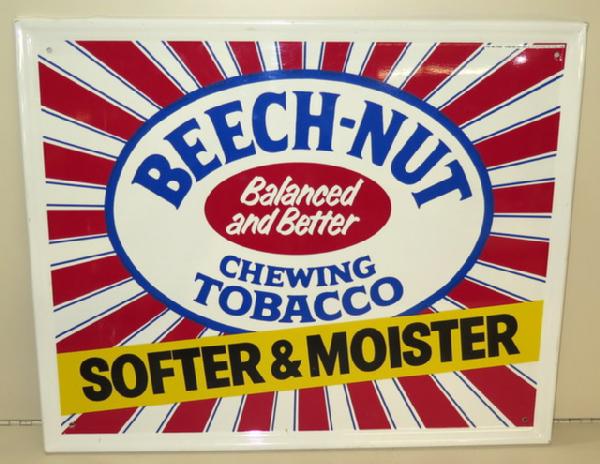 BEECH-NUT
Balanced
and Better
CHEWING
TOBACCO
SOFTER & MOISTER